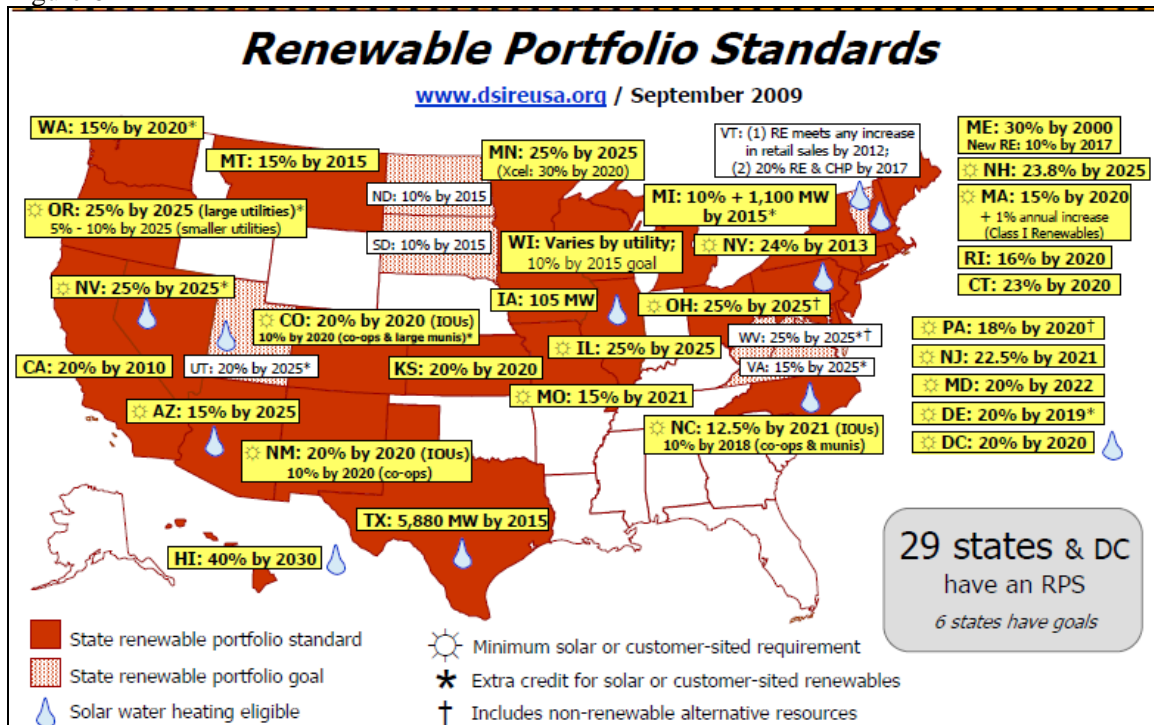 Renewable Portfolio Standards
www.dsireusa.org / September 2009
WA: 15% by 2020*
MT: 15% by 2015
ND: 10% by 2015
MN: 25% by 2025
(Xcel: 30% by 2020)
VT: (1) RE meets any increase
in retail sales by 2012;
(2) 20% RE & CHP by 2017
ME: 30% by 2000
New RE: 10% by 2017
☼ NH: 23.8% by 2025
☼ MA: 15% by 2020
+ 1% annual increase
(Class I Renewables)
RI: 16% by 2020
CT: 23% by 2020
☼ OR: 25% by 2025 (large utilities)*
5% - 10% by 2025 (smaller utilities)
SD: 10% by 2015
WI: Varies by utility;
10% by 2015 goal
MI: 10% + 1,100 MW
by 2015*
☼ NY: 24% by 2013
☼ NV: 25% by 2025*
☼ CO: 20% by 2020 (IOUs)
10% by 2020 (co-ops & large munis)*
IA: 105 MW
☼ OH: 25% by 2025†
WV: 25% by 2025*†
☼ PA: 18% by 2020†
☼ NJ: 22.5% by 2021
☼ MD: 20% by 2022
☼ DE: 20% by 2019*
☼ DC: 20% by 2020
CA: 20% by 2010
UT: 20% by 2025*
KS: 20% by 2020
☼ IL: 25% by 2025
VA: 15% by 2025*
☼ MO: 15% by 2021
☼ AZ: 15% by 2025
☼ NC: 12.5% by 2021 (IOUs)
10% by 2018 (co-ops & munis)
☼ NM: 20% by 2020 (IOUs)
10% by 2020 (co-ops)
TX: 5,880 MW by 2015
HI: 40% by 2030
29 states & DC
have an RPS
6 states have goals
State renewable portfolio standard
State renewable portfolio goal
Solar water heating eligible
☼ Minimum solar or customer-sited requirement
* Extra credit for solar or customer-sited renewables
† Includes non-renewable alternative resources